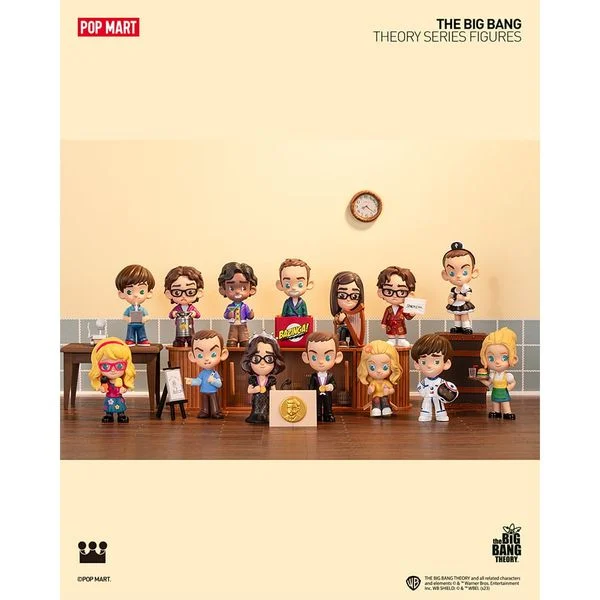 POP MART
THE BIG BANG
THEORY SERIES FIGURES
BAZINGA!
the BIG
BANG
THEORY.
©POP MART.
WB
THE BIG BANG THEORY and all related characters
and elements © & ™ Warner Bros. Entertainment
Inc. WB SHIELD: © & ™ WBEI. (s23)